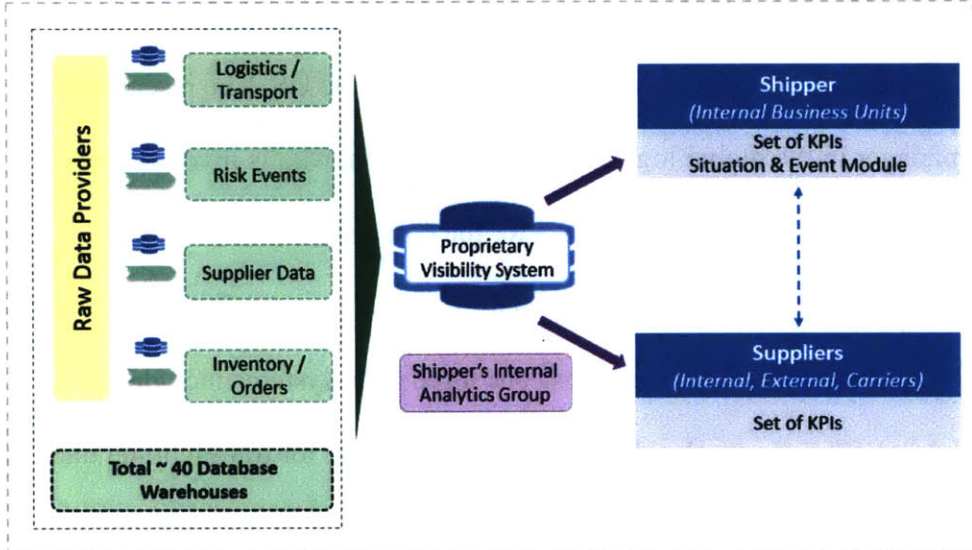 Raw Data Providers
Logistics /
Transport
Risk Events
Supplier Data
Inventory /
Orders
Total ~ 40 Database
Warehouses
Proprietary
Visibility System
Shipper's Internal
Analytics Group
Shipper
(Internal Business Units)
Set of KPIs
Situation & Event Module
Suppliers
(Internal, External, Carriers)
Set of KPIs